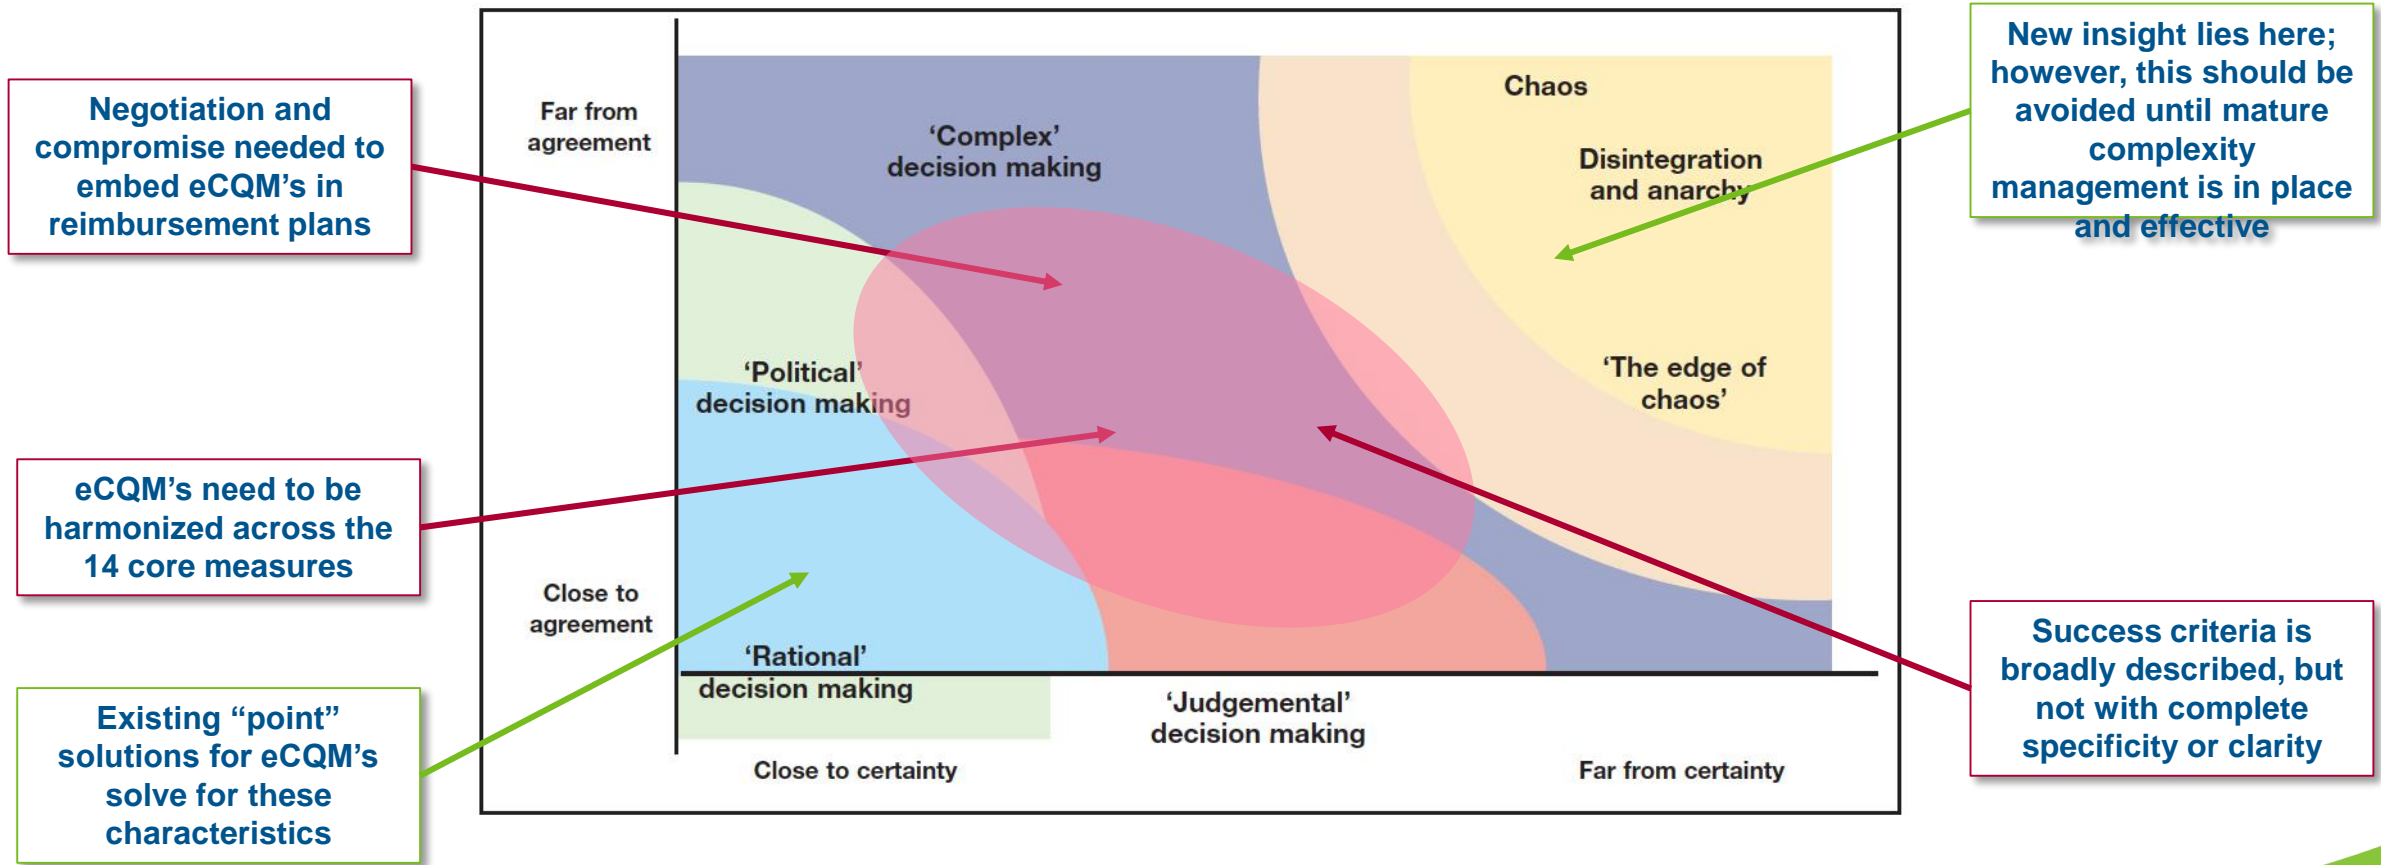 Negotiation and
compromise needed to
embed eCQM’s in
reimbursement plans
eCQM’s need to be
harmonized across the
14 core measures
Existing “point”
solutions for eCQM’s
solve for these
characteristics
Far from
agreement
Close to
agreement
‘Complex’
decision making
‘Political’
decision making
‘Rational’
decision making
‘Judgemental’
decision making
Close to certainty
Far from certainty
Chaos
Disintegration
and anarchy
‘The edge of
chaos’
New insight lies here;
however, this should be
avoided until mature
complexity
management is in place
and effective
Success criteria is
broadly described, but
not with complete
specificity or clarity